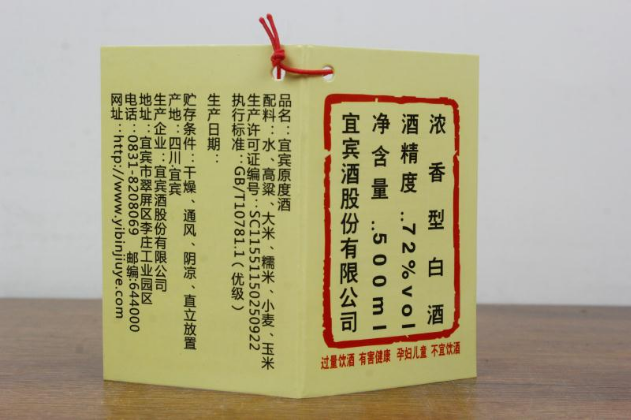 浓香型白酒
酒精度:72%vol
净含量:500ml
宜宾酒股份有限公司
过量饮酒 有害健康 孕妇儿童 不宜饮酒
品名:宜宾原度酒
配料:水、高粱、大米、糯米、小麦、玉米
生产许可证编号:SC11551150250922
执行标准:GB/T10781.1(优级)
生产日期:
贮存条件:干燥、通风、阴凉、直立放置
产地:四川·宜宾
生产企业:宜宾酒股份有限公司
地址:宜宾市翠屏区李庄工业园区
电话:0831-8208069 邮编:644000
网址:http://www.yibinjiuye.com